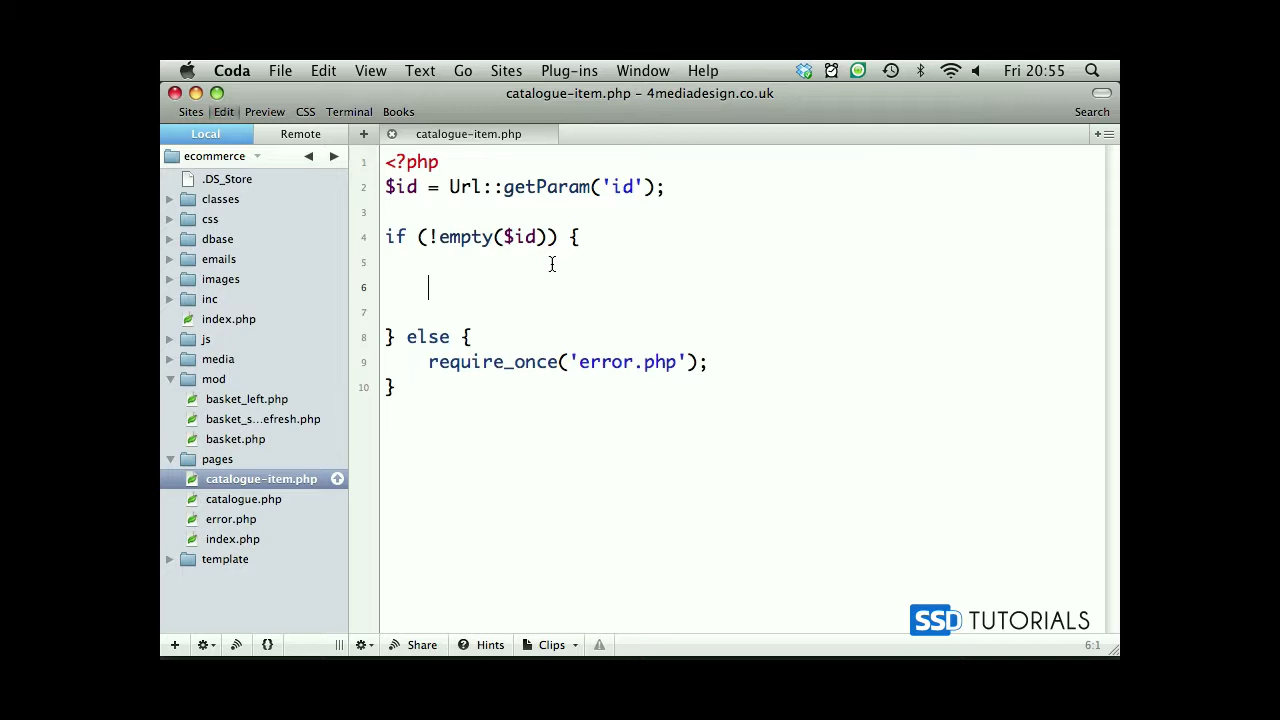 Coda File Edit View Text Go Sites Plug-ins Window Help Fri 20:55
catalogue-item.php - 4mediadesign.co.uk
Sites Edit Preview CSS Terminal Books Search
Local Remote + catalogue-item.php
ecommerce
.DS_Store
classes
css
dbase
emails
images
inc
index.php
js
media
mod
basket_left.php
basket_s...efresh.php
basket.php
pages
catalogue-item.php
catalogue.php
error.php
index.php
template
1 <?php
2 $id = Url::getParam('id');
3
4 if (!empty($id)) {
5
6
7
8 } else {
9 require_once('error.php');
10 }
SSD TUTORIALS
Share Hints Clips 6:1